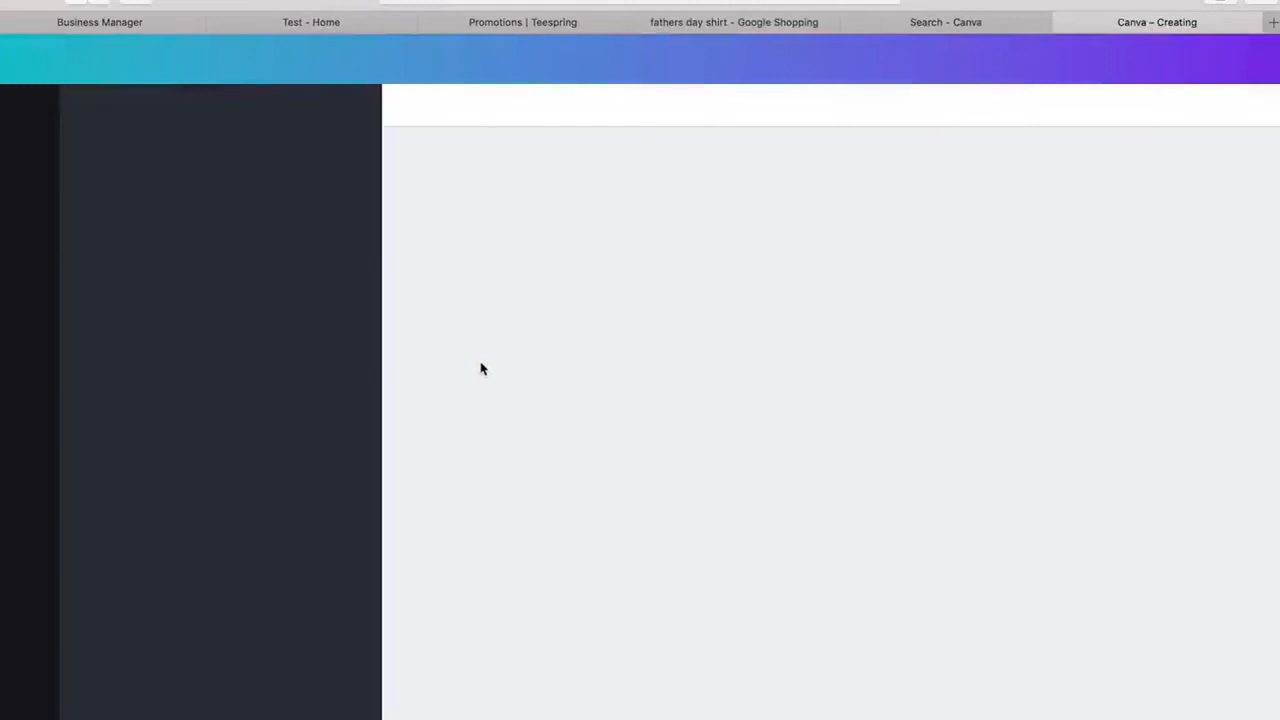 Business Manager
Test - Home
Promotions | Teespring
fathers day shirt - Google Shopping
Search - Canva
Canva – Creating